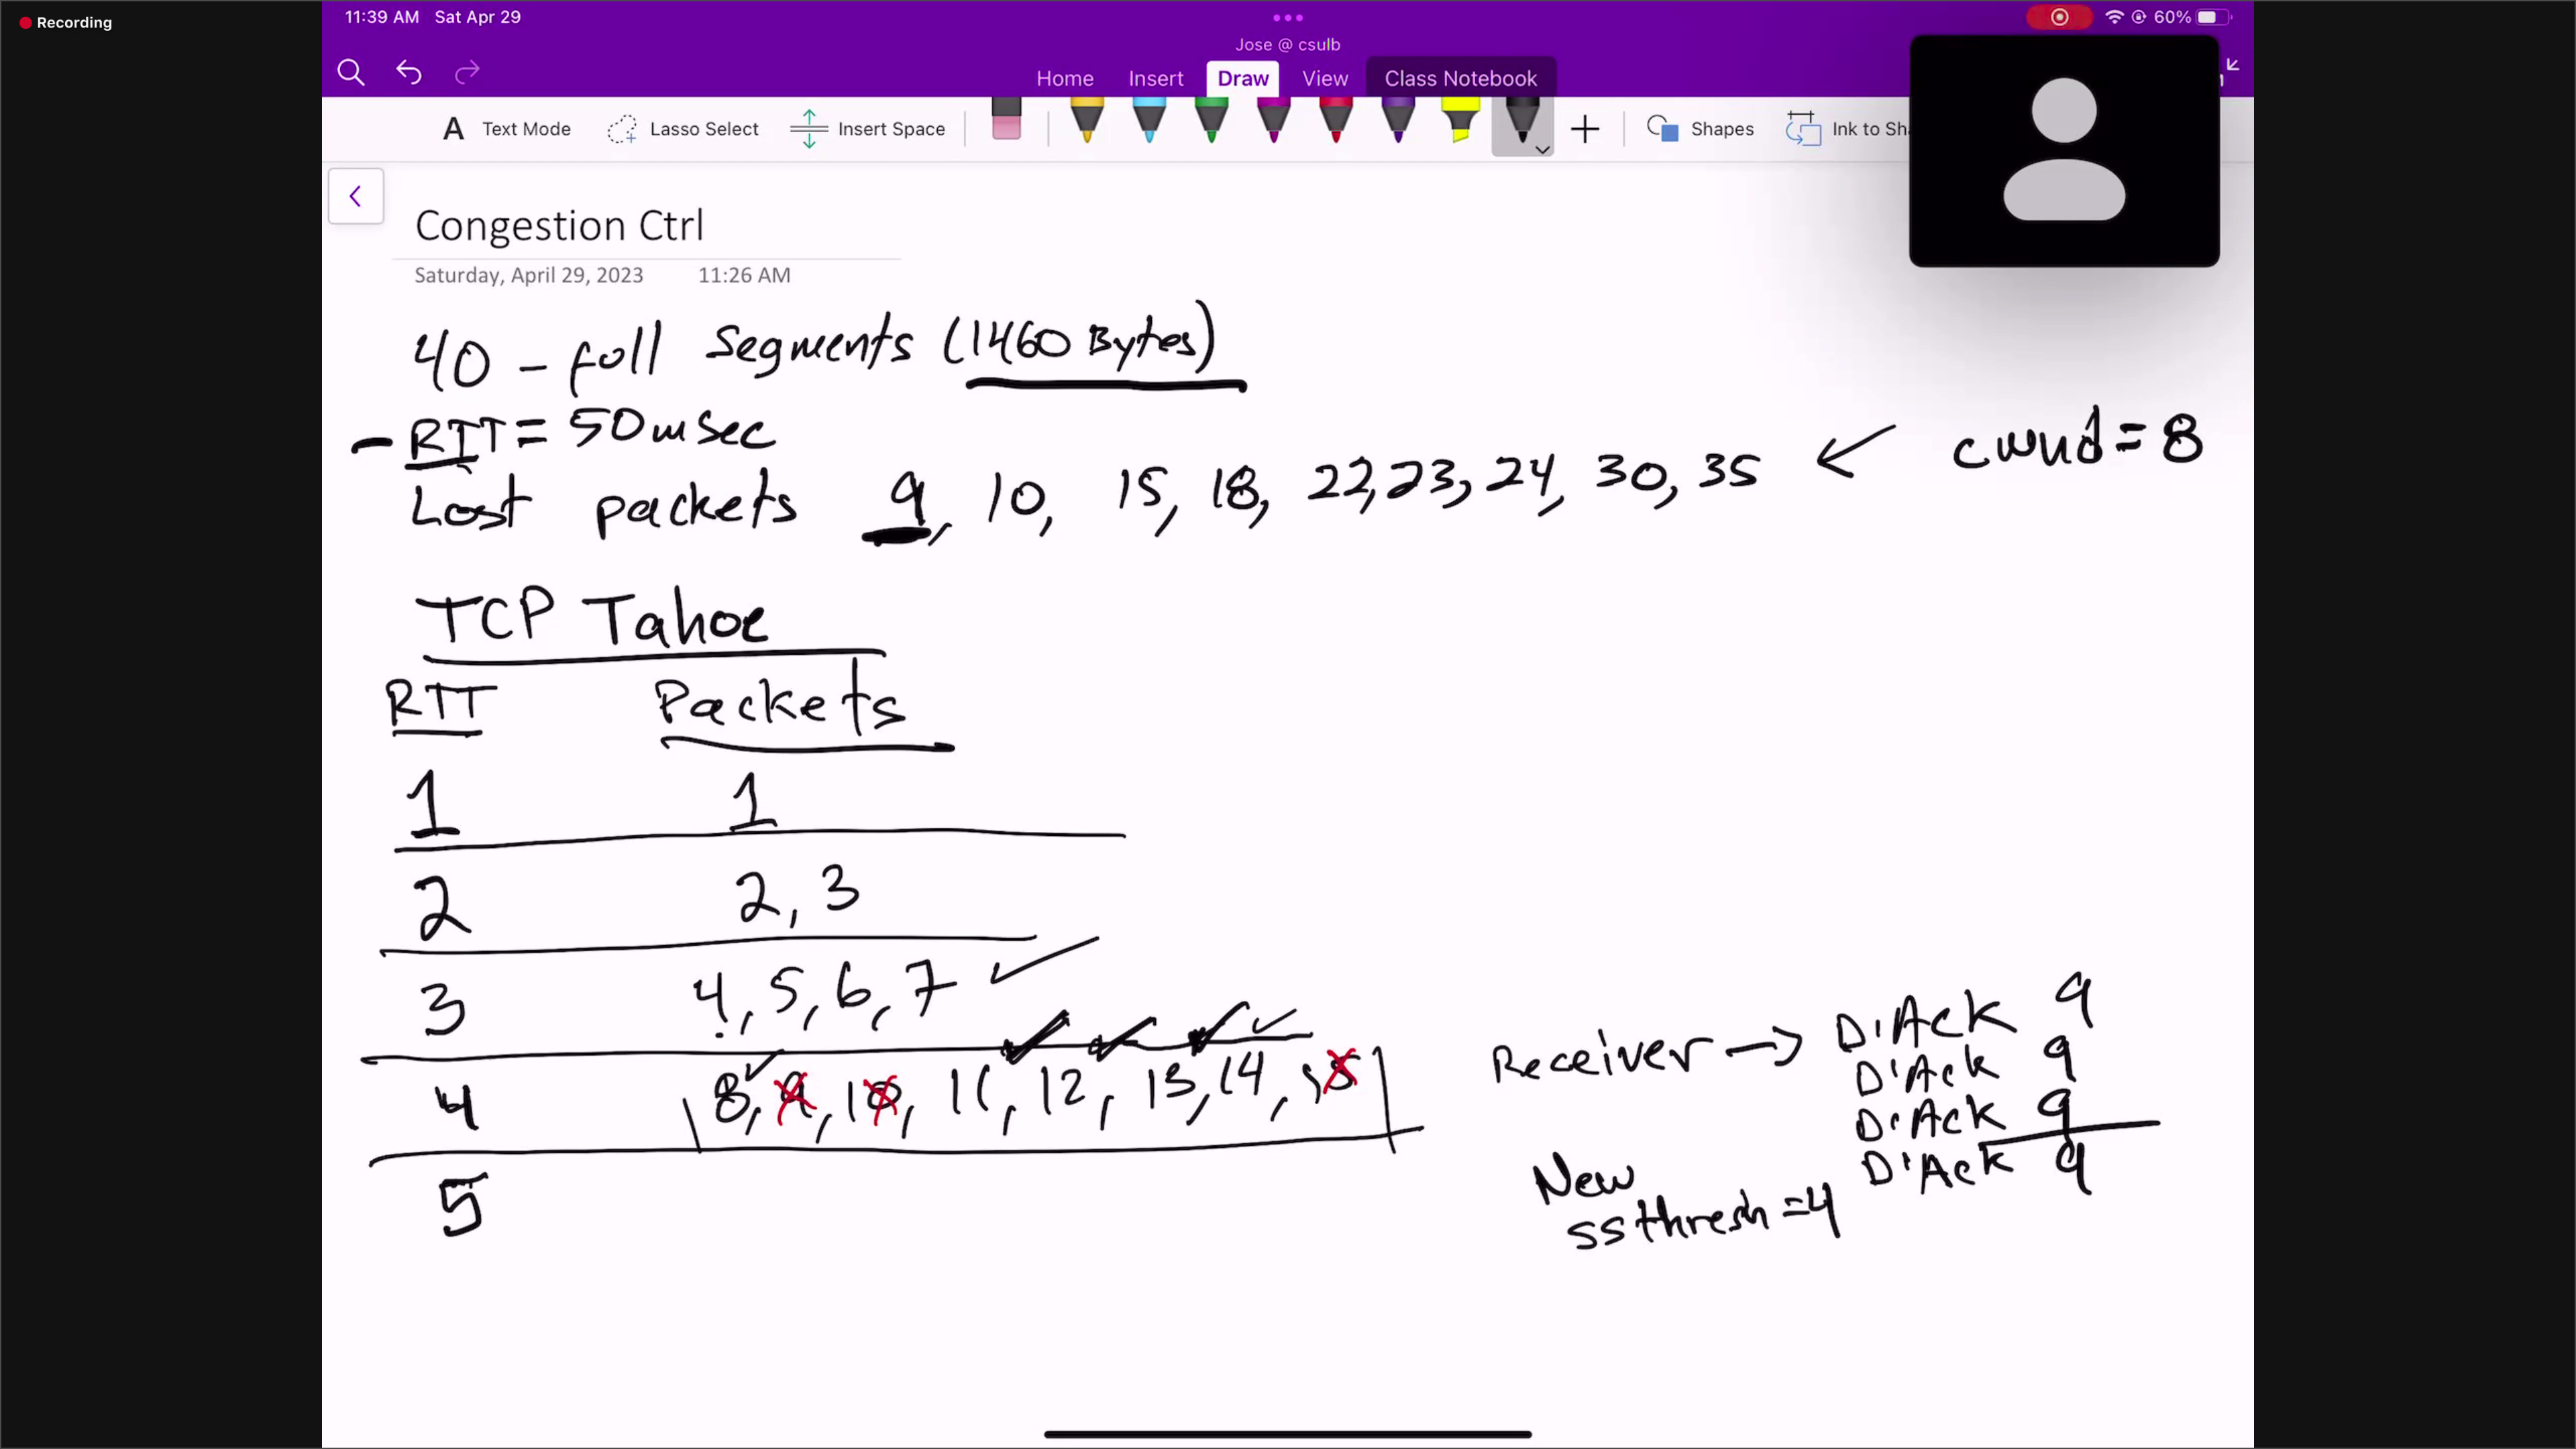 Recording
11:39 AM Sat Apr 29
60%
Jose @ csulb
Home Insert Draw View Class Notebook
A Text Mode Lasso Select Insert Space Shapes Ink to Sh
Congestion Ctrl
Saturday, April 29, 2023 11:26 AM
40 - full Segments (1460 Bytes)
- RTT = 50 msec
Lost packets 9, 10, 15, 18, 22, 23, 24, 30, 35 ← cwnd = 8
TCP Tahoe
RTT Packets
1 1
2 2, 3
3 4, 5, 6, 7 ✓
4 8, 9, 10, 11, 12, 13, 14, 15
5
Receiver → D'Ack 9
D'Ack 9
D'Ack 9
D'Ack 9
New
ssthresh = 4